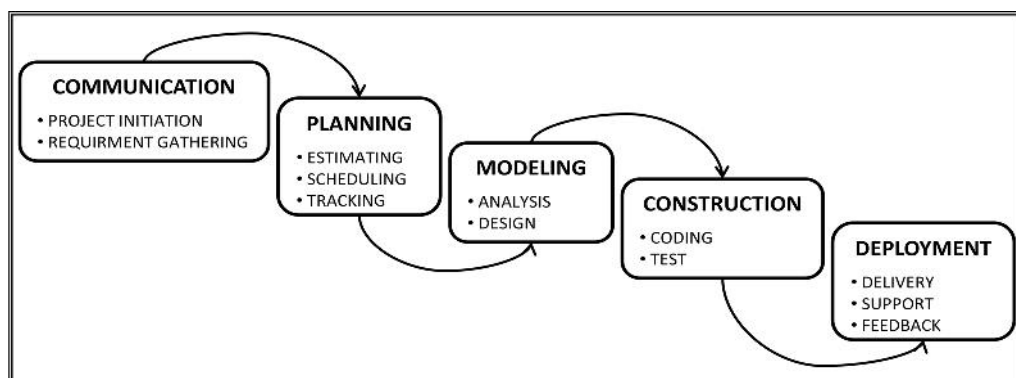 COMMUNICATION
• PROJECT INITIATION
• REQUIRMENT GATHERING
PLANNING
• ESTIMATING
• SCHEDULING
• TRACKING
MODELING
• ANALYSIS
• DESIGN
CONSTRUCTION
• CODING
• TEST
DEPLOYMENT
• DELIVERY
• SUPPORT
• FEEDBACK